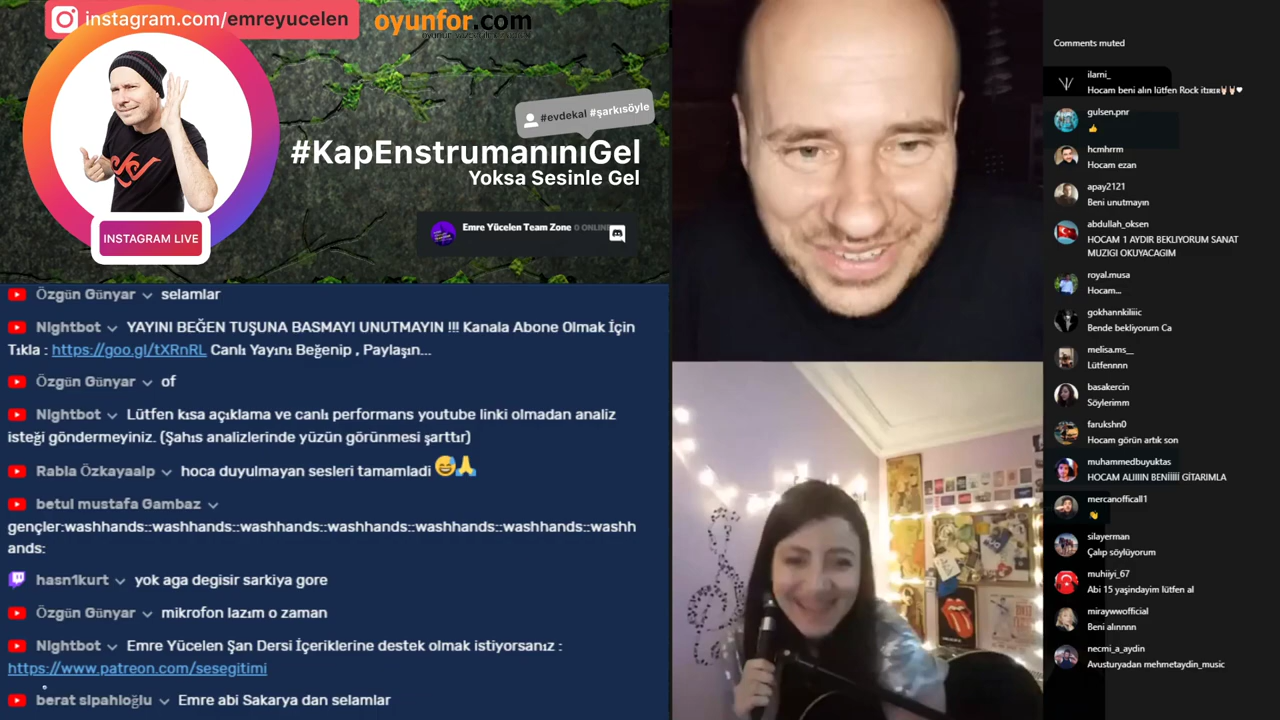 instagram.com/emreyucelen
oyunfor.com
#evdekal #şarkısöyle
#KapEnstrumanınıGel
Yoksa Sesinle Gel
Emre Yücelen Team Zone 0 ONLINE
INSTAGRAM LIVE
Özgün Günyar selamlar
Nightbot YAYINI BEĞEN TUŞUNA BASMAYI UNUTMAYIN !!! Kanala Abone Olmak İçin
Tıkla : https://goo.gl/tXRnRL Canlı Yayını Beğenip , Paylaşın...
Özgün Günyar of
Nightbot Lütfen kısa açıklama ve canlı performans youtube linki olmadan analiz
isteği göndermeyiniz. (Şahıs analizlerinde yüzün görünmesi şarttır)
Rabia Özkayaalp hoca duyulmayan sesleri tamamladi 😅🙏
betul mustafa Gambaz
gençler:washhands::washhands::washhands::washhands::washhands::washhands::washh
ands:
hasn1kurt yok aga degisir sarkiya gore
Özgün Günyar mikrofon lazım o zaman
Nightbot Emre Yücelen Şan Dersi İçeriklerine destek olmak istiyorsanız :
https://www.patreon.com/sesegitimi
berat sipahioğlu Emre abi Sakarya dan selamlar
Comments muted
ilarni_
Hocam beni alın lütfen Rock
gulsen.pnr
👍
hcmhrrm
Hocam ezan
apay2121
Beni unutmayın
abdullah_oksen
HOCAM 1 AYDIR BEKLIYORUM SANAT
MUZIGI OKUYACAGIM
royal.musa
Hocam...
gokhannkiliiic
Bende bekliyorum Ca
melisa.ms__
Lütfennnn
basakercin
Söylerimm
farukshn0
Hocam görün artık son
muhammedbuyuktas
HOCAM ALIIIIN BENİİİİİ GİTARIMLA
mercanofficall1
👏
silayerman
Çalıp söylüyorum
muhiiyi_67
Abi 15 yaşindayim lütfen al
miraywwofficial
Beni alınnnn
necmi_a_aydin
Avusturyadan mehmetaydin_music